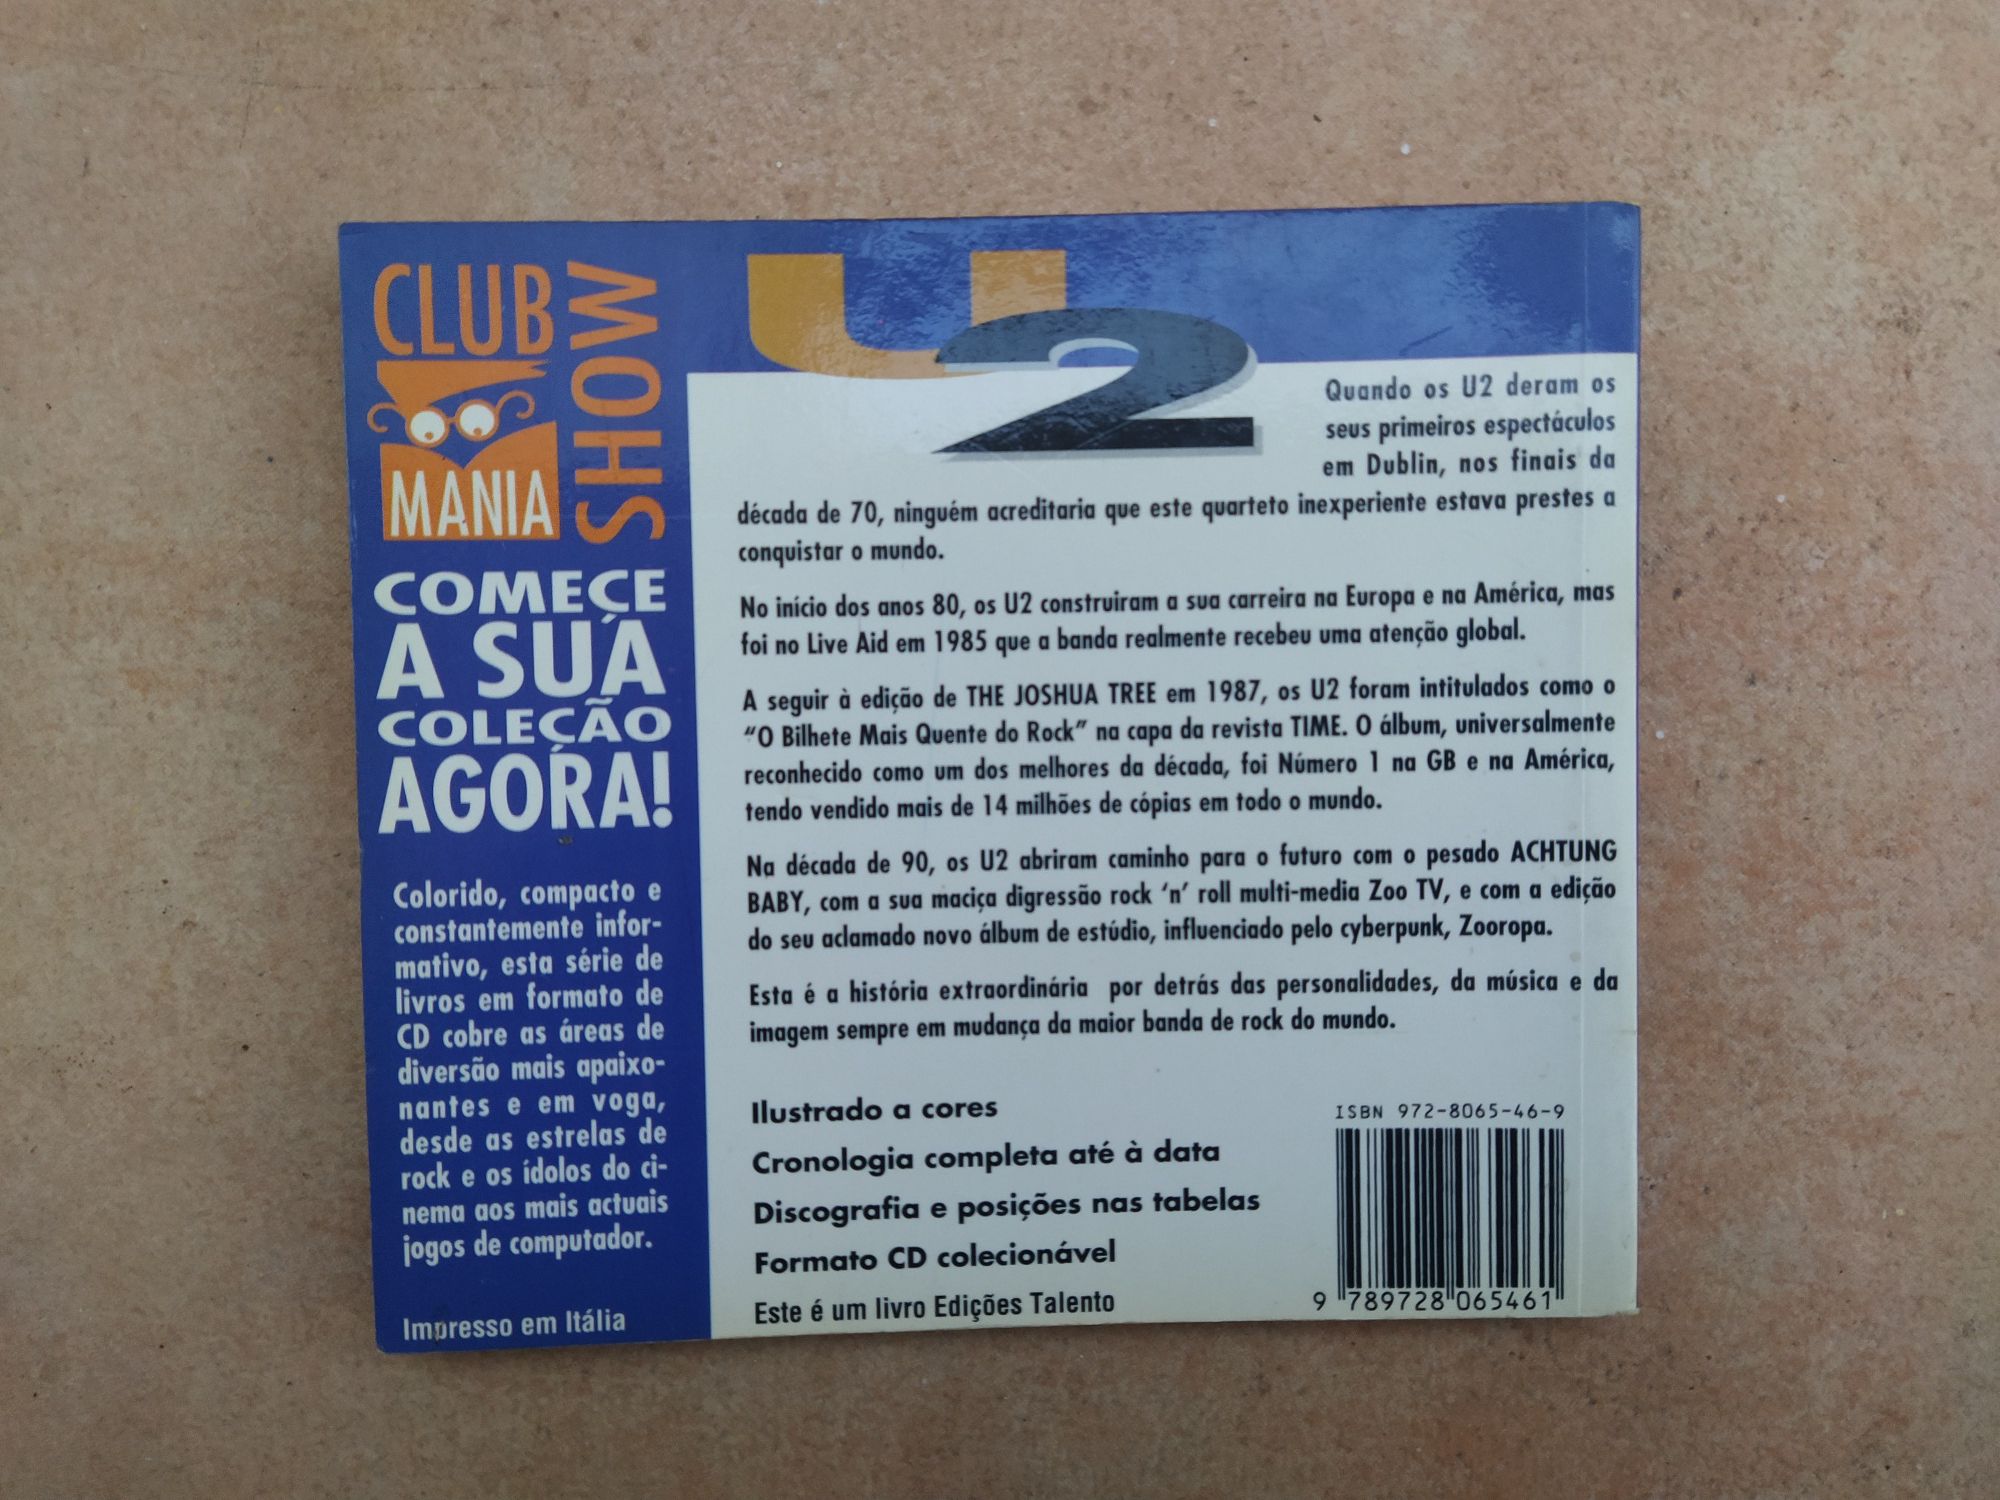 CLUB
MANIA
SHOW
COMECE
A SUA
COLEÇÃO
AGORA!
Colorido, compacto e
constantemente infor-
mativo, esta série de
livros em formato de
CD cobre as áreas de
diversão mais apaixo-
nantes e em voga,
desde as estrelas de
rock e os ídolos do ci-
nema aos mais actuais
jogos de computador.
Impresso em Itália
U2
Quando os U2 deram os
seus primeiros espectáculos
em Dublin, nos finais da
década de 70, ninguém acreditaria que este quarteto inexperiente estava prestes a
conquistar o mundo.
No início dos anos 80, os U2 construiram a sua carreira na Europa e na América, mas
foi no Live Aid em 1985 que a banda realmente recebeu uma atenção global.
A seguir à edição de THE JOSHUA TREE em 1987, os U2 foram intitulados como o
“O Bilhete Mais Quente do Rock” na capa da revista TIME. O álbum, universalmente
reconhecido como um dos melhores da década, foi Número 1 na GB e na América,
tendo vendido mais de 14 milhões de cópias em todo o mundo.
Na década de 90, os U2 abriram caminho para o futuro com o pesado ACHTUNG
BABY, com a sua maciça digressão rock ‘n’ roll multi-media Zoo TV, e com a edição
do seu aclamado novo álbum de estúdio, influenciado pelo cyberpunk, Zooropa.
Esta é a história extraordinária por detrás das personalidades, da música e da
imagem sempre em mudança da maior banda de rock do mundo.
Ilustrado a cores
Cronologia completa até à data
Discografia e posições nas tabelas
Formato CD colecionável
Este é um livro Edições Talento
ISBN 972-8065-46-9
9 789728 065461